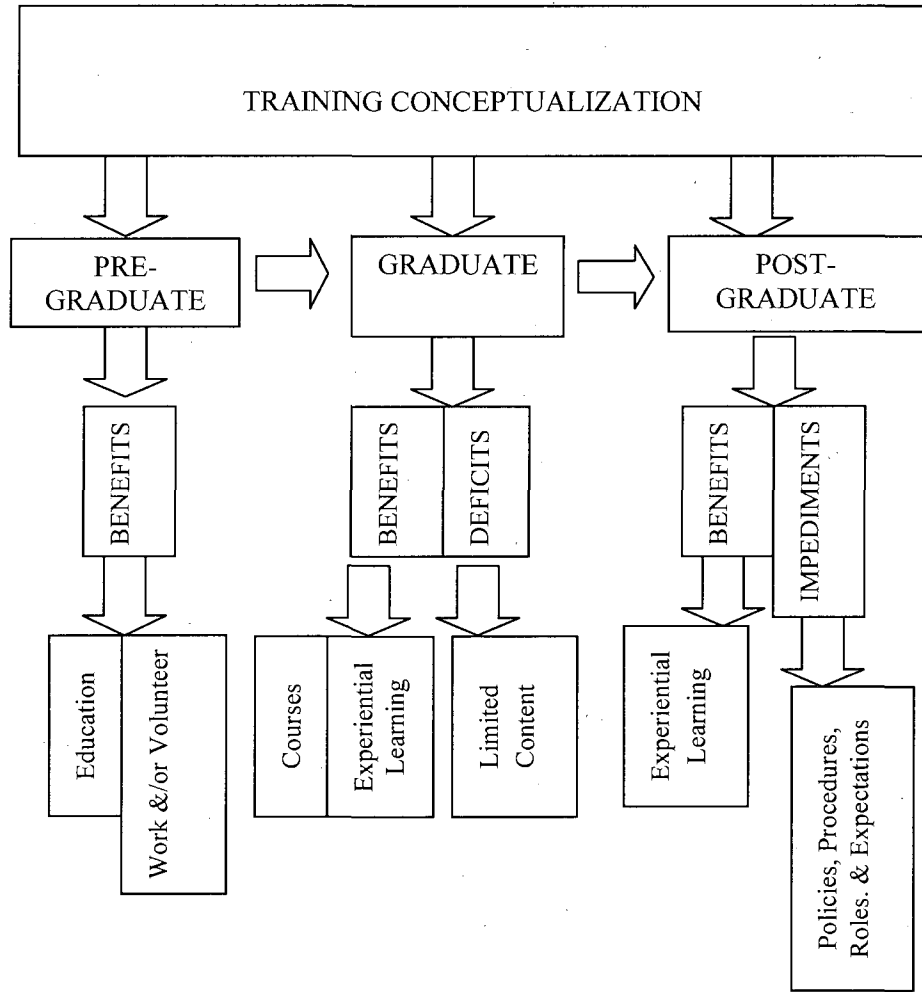 TRAINING CONCEPTUALIZATION
PRE-
GRADUATE
GRADUATE
POST-
GRADUATE
BENEFITS
BENEFITS
DEFICITS
BENEFITS
IMPEDIMENTS
Education
Work &/or Volunteer
Courses
Experiential
Learning
Limited
Content
Experiential
Learning
Policies, Procedures,
Roles. & Expectations